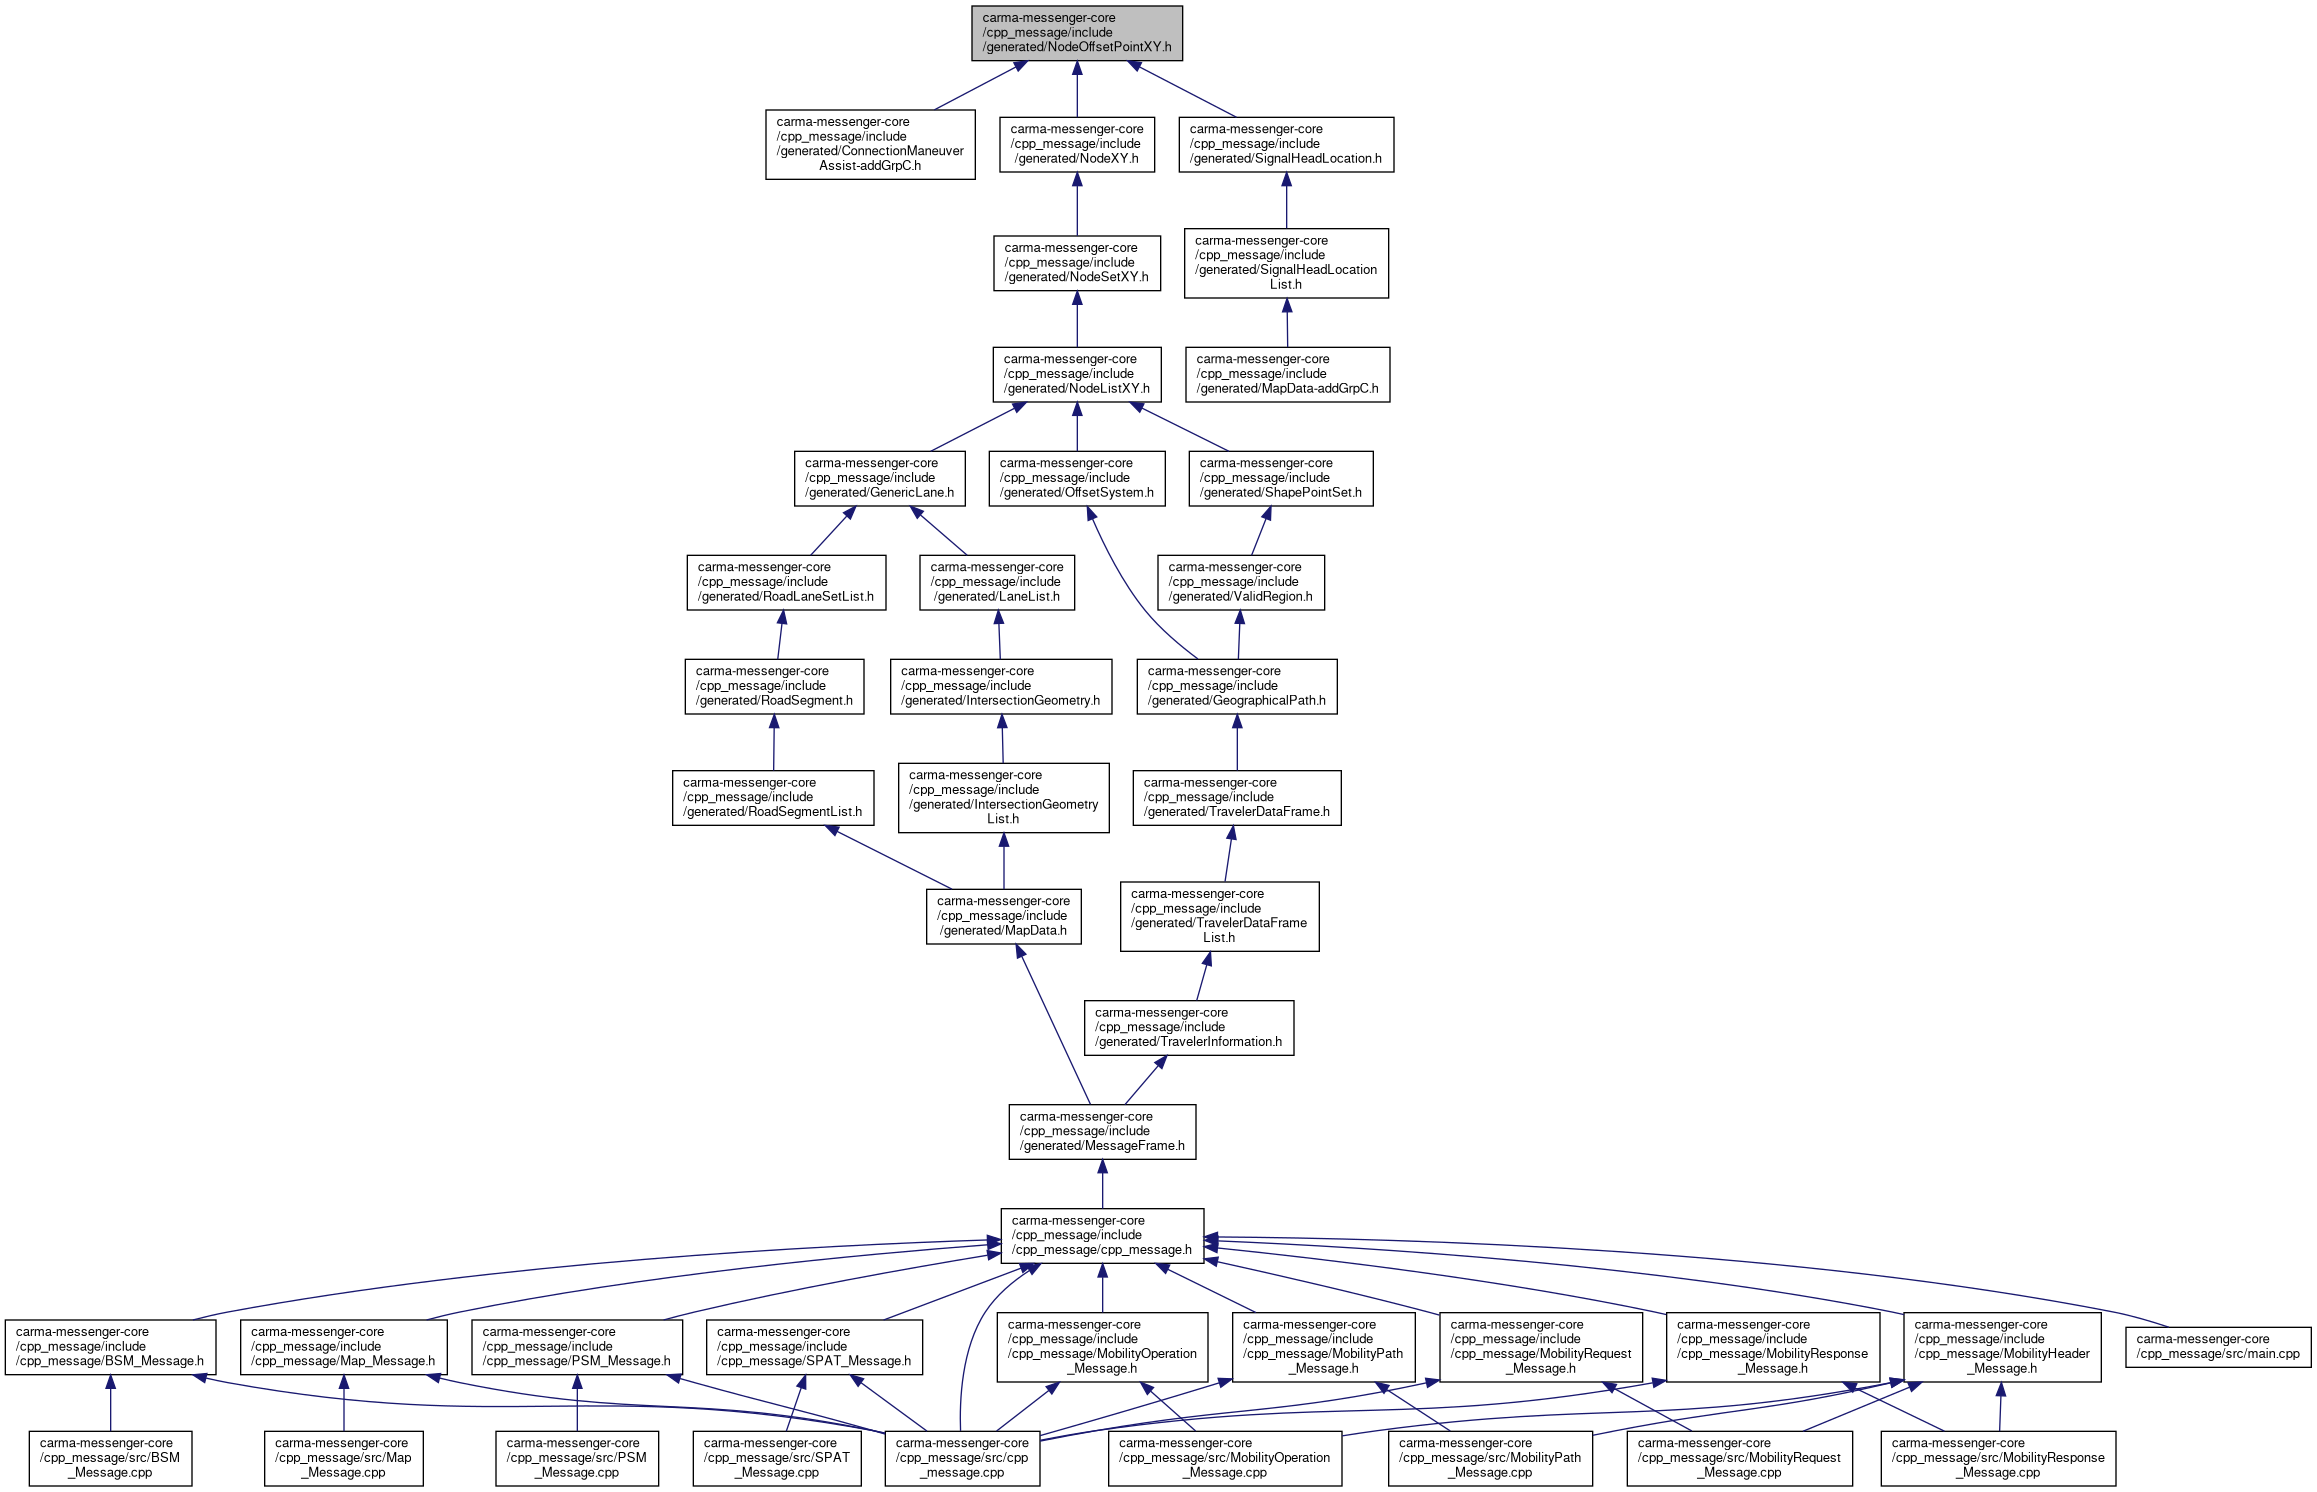 carma-messenger-core
/cpp_message/include
/generated/NodeOffsetPointXY.h
carma-messenger-core
/cpp_message/include
/generated/ConnectionManeuver
Assist-addGrpC.h
carma-messenger-core
/cpp_message/include
/generated/NodeXY.h
carma-messenger-core
/cpp_message/include
/generated/SignalHeadLocation.h
carma-messenger-core
/cpp_message/include
/generated/NodeSetXY.h
carma-messenger-core
/cpp_message/include
/generated/SignalHeadLocation
List.h
carma-messenger-core
/cpp_message/include
/generated/NodeListXY.h
carma-messenger-core
/cpp_message/include
/generated/MapData-addGrpC.h
carma-messenger-core
/cpp_message/include
/generated/GenericLane.h
carma-messenger-core
/cpp_message/include
/generated/OffsetSystem.h
carma-messenger-core
/cpp_message/include
/generated/ShapePointSet.h
carma-messenger-core
/cpp_message/include
/generated/RoadLaneSetList.h
carma-messenger-core
/cpp_message/include
/generated/LaneList.h
carma-messenger-core
/cpp_message/include
/generated/ValidRegion.h
carma-messenger-core
/cpp_message/include
/generated/RoadSegment.h
carma-messenger-core
/cpp_message/include
/generated/IntersectionGeometry.h
carma-messenger-core
/cpp_message/include
/generated/GeographicalPath.h
carma-messenger-core
/cpp_message/include
/generated/RoadSegmentList.h
carma-messenger-core
/cpp_message/include
/generated/IntersectionGeometry
List.h
carma-messenger-core
/cpp_message/include
/generated/TravelerDataFrame.h
carma-messenger-core
/cpp_message/include
/generated/MapData.h
carma-messenger-core
/cpp_message/include
/generated/TravelerDataFrame
List.h
carma-messenger-core
/cpp_message/include
/generated/TravelerInformation.h
carma-messenger-core
/cpp_message/include
/generated/MessageFrame.h
carma-messenger-core
/cpp_message/include
/cpp_message/cpp_message.h
carma-messenger-core
/cpp_message/include
/cpp_message/BSM_Message.h
carma-messenger-core
/cpp_message/include
/cpp_message/Map_Message.h
carma-messenger-core
/cpp_message/include
/cpp_message/PSM_Message.h
carma-messenger-core
/cpp_message/include
/cpp_message/SPAT_Message.h
carma-messenger-core
/cpp_message/include
/cpp_message/MobilityOperation
_Message.h
carma-messenger-core
/cpp_message/include
/cpp_message/MobilityPath
_Message.h
carma-messenger-core
/cpp_message/include
/cpp_message/MobilityRequest
_Message.h
carma-messenger-core
/cpp_message/include
/cpp_message/MobilityResponse
_Message.h
carma-messenger-core
/cpp_message/include
/cpp_message/MobilityHeader
_Message.h
carma-messenger-core
/cpp_message/src/main.cpp
carma-messenger-core
/cpp_message/src/BSM
_Message.cpp
carma-messenger-core
/cpp_message/src/Map
_Message.cpp
carma-messenger-core
/cpp_message/src/PSM
_Message.cpp
carma-messenger-core
/cpp_message/src/SPAT
_Message.cpp
carma-messenger-core
/cpp_message/src/cpp
_message.cpp
carma-messenger-core
/cpp_message/src/MobilityOperation
_Message.cpp
carma-messenger-core
/cpp_message/src/MobilityPath
_Message.cpp
carma-messenger-core
/cpp_message/src/MobilityRequest
_Message.cpp
carma-messenger-core
/cpp_message/src/MobilityResponse
_Message.cpp